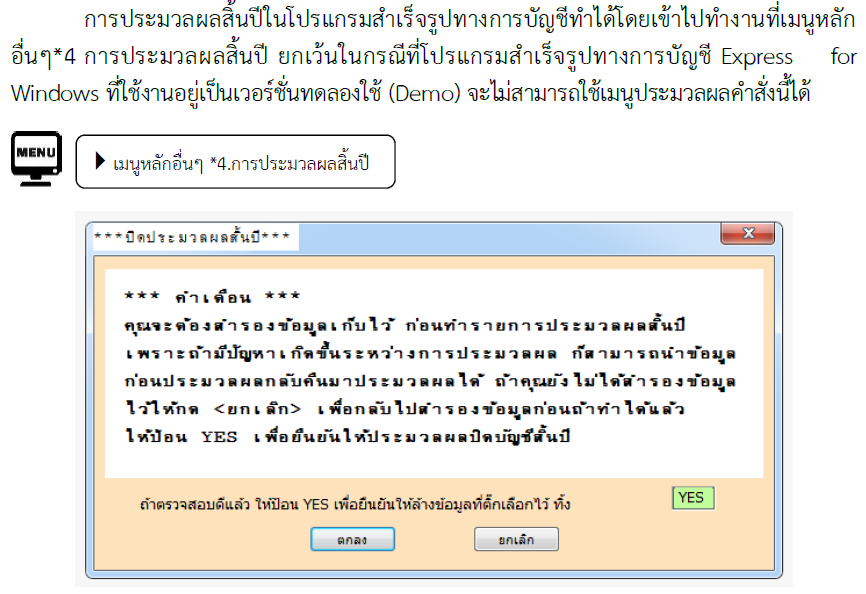 การประมวลผลสิ้นปีในโปรแกรมสำเร็จรูปทางการบัญชีทำได้โดยเข้าไปทำงานที่เมนูหลัก
อื่นๆ*4 การประมวลผลสิ้นปี ยกเว้นในกรณีที่โปรแกรมสำเร็จรูปทางการบัญชี Express for
Windows ที่ใช้งานอยู่เป็นเวอร์ชั่นทดลองใช้ (Demo) จะไม่สามารถใช้เมนูประมวลผลคำสั่งนี้ได้
MENU
เมนูหลักอื่นๆ *4.การประมวลผลสิ้นปี
***ปิดประมวลผลสิ้นปี***
*** คำเตือน ***
คุณจะต้องสำรองข้อมูลเก็บไว้ ก่อนทำรายการประมวลผลสิ้นปี
เพราะถ้ามีปัญหาเกิดขึ้นระหว่างการประมวลผล ก็สามารถนำข้อมูล
ก่อนประมวลผลกลับคืนมาประมวลผลได้ ถ้าคุณยังไม่ได้สำรองข้อมูล
ไว้ให้กด <ยกเลิก> เพื่อกลับไปสำรองข้อมูลก่อนถ้าทำได้แล้ว
ให้ป้อน YES เพื่อยืนยันให้ประมวลผลปิดบัญชีสิ้นปี
ถ้าตรวจสอบดีแล้ว ให้ป้อน YES เพื่อยืนยันให้ล้างข้อมูลที่ติ๊กเลือกไว้ ทิ้ง YES
ตกลง ยกเลิก